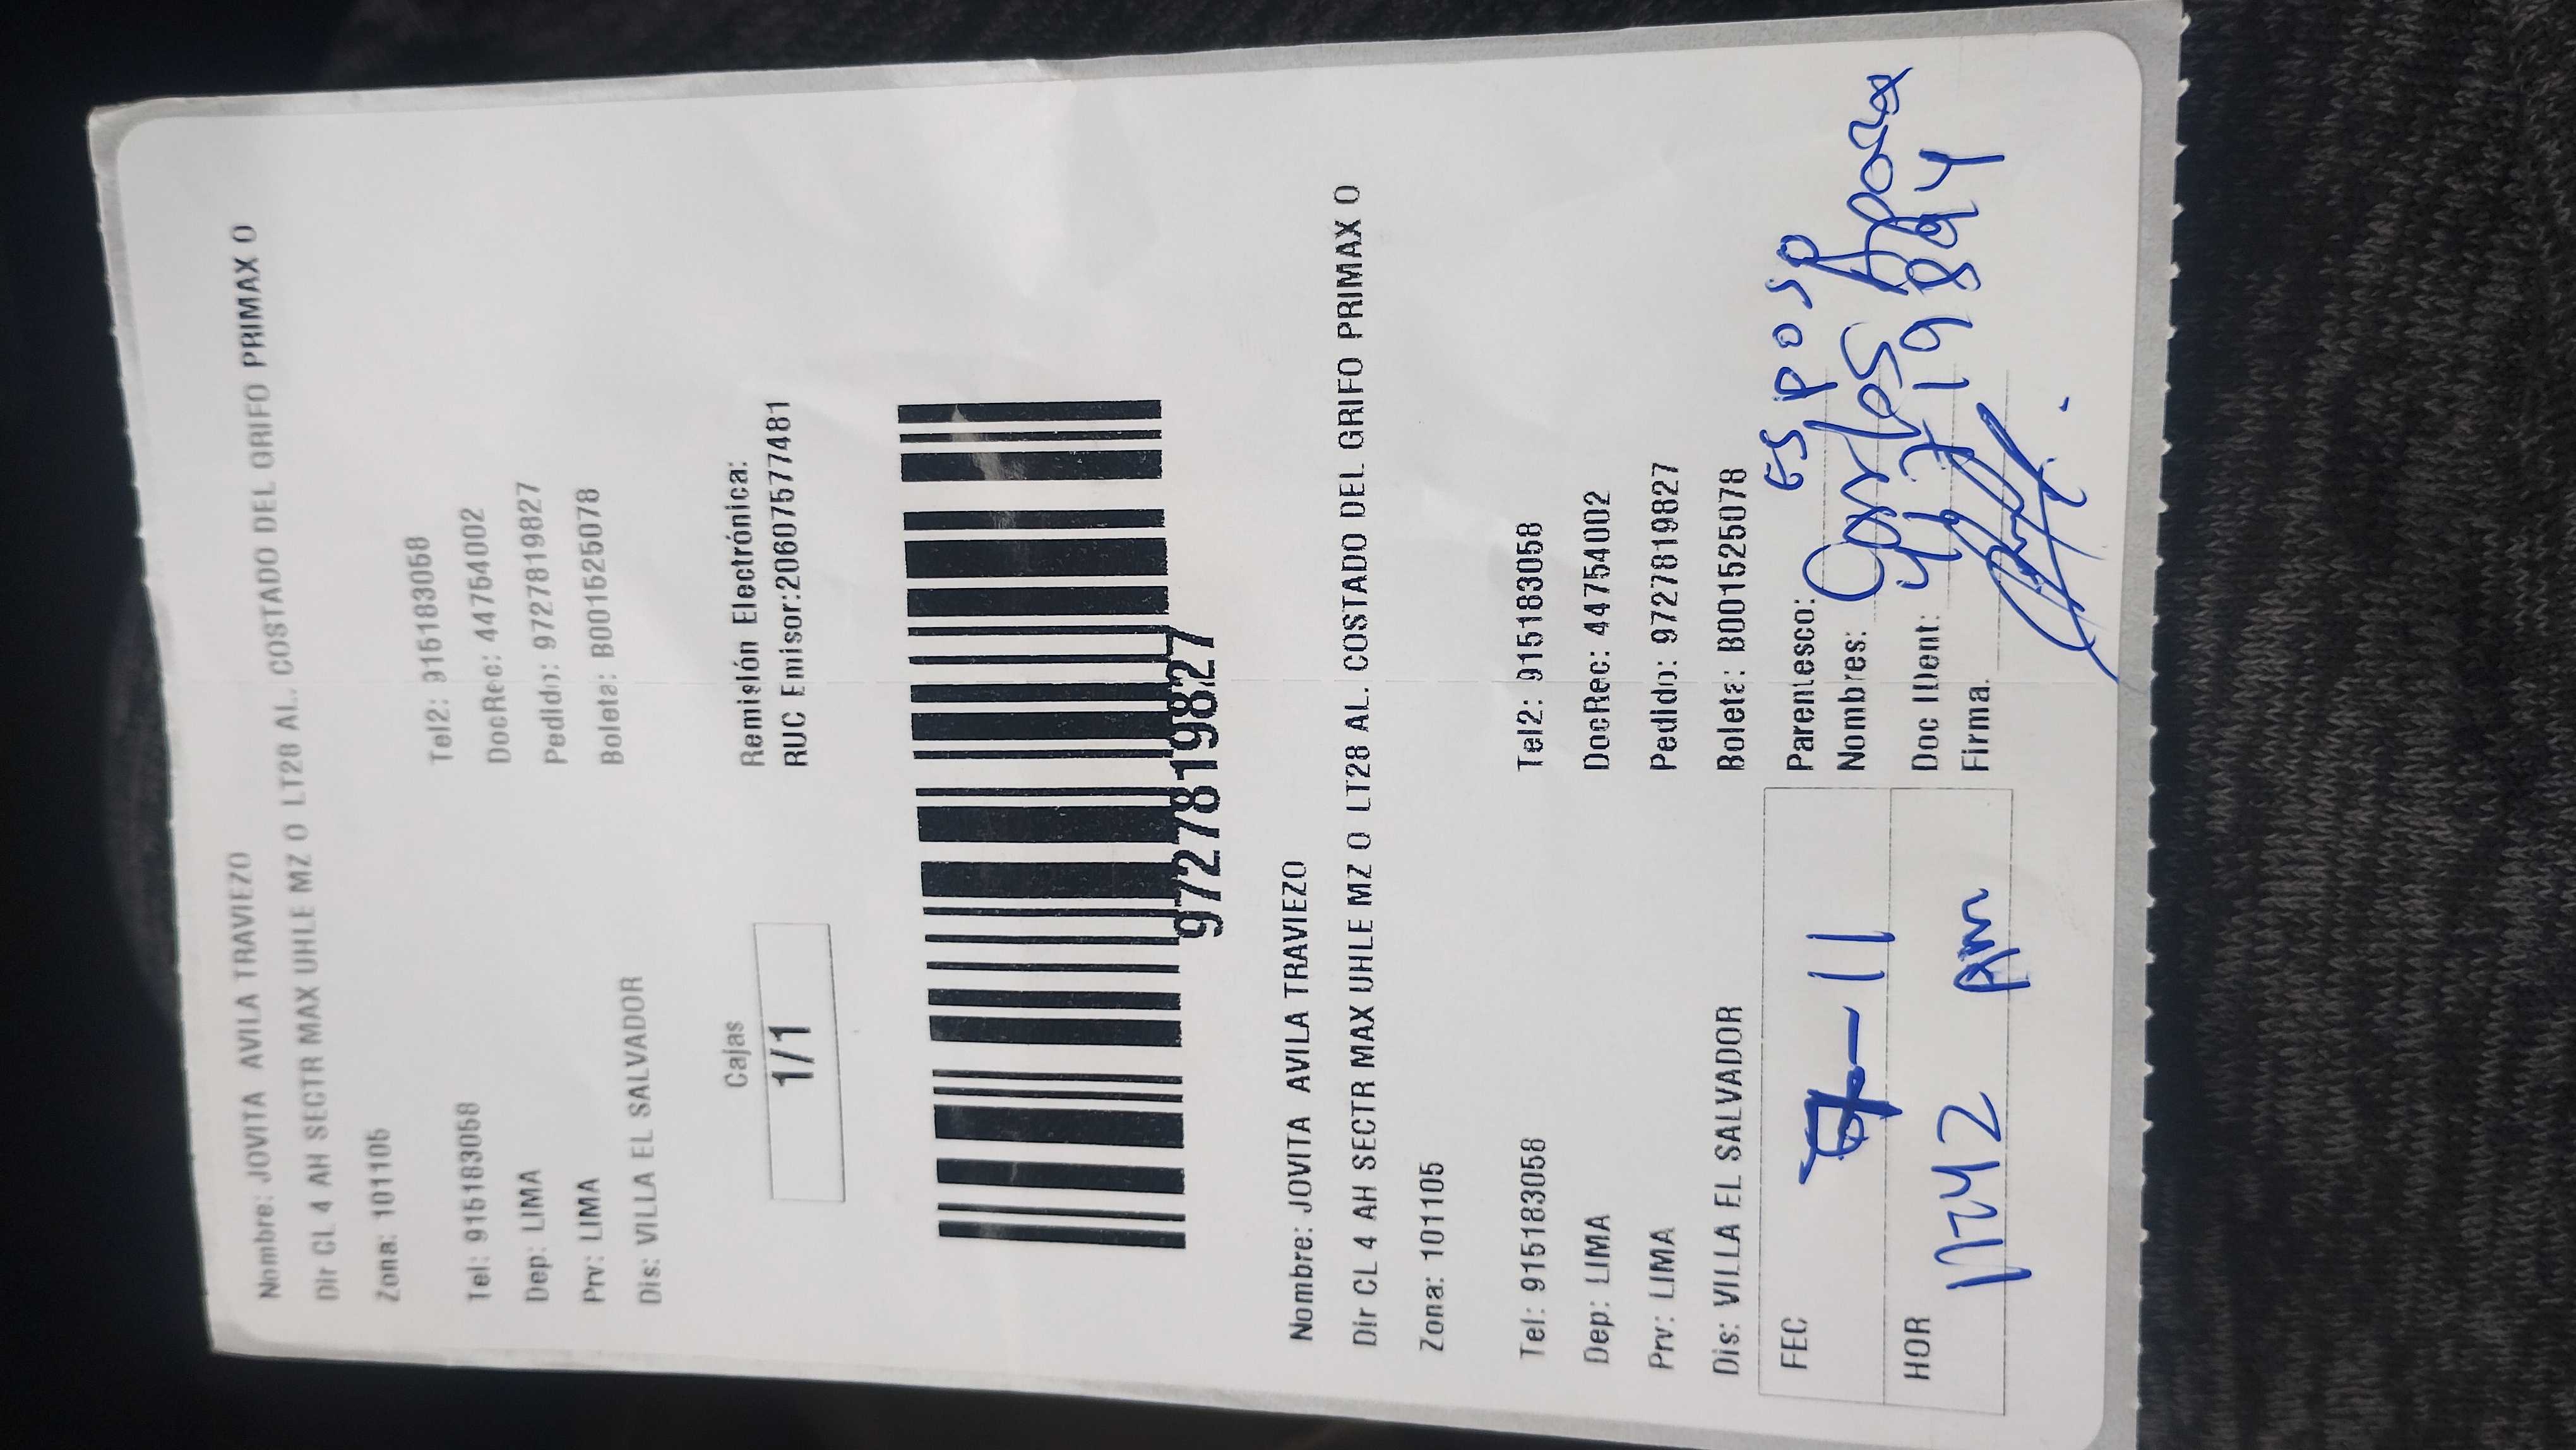 Nombre: JOVITA AVILA TRAVIEZO
Dir CL 4 AH SECTR MAX UHLE MZ O LT28 AL. COSTADO DEL GRIFO PRIMAX O
Zona: 101105
Tel: 915183058 Tel2: 915183058
Dep: LIMA DocRec: 44754002
Prv: LIMA Pedido: 9727819827
Dis: VILLA EL SALVADOR Boleta: B001525078
Cajas Remisión Electrónica:
1/1 RUC Emisor:20607577481
9727819827
Nombre: JOVITA AVILA TRAVIEZO
Dir CL 4 AH SECTR MAX UHLE MZ O LT28 AL. COSTADO DEL GRIFO PRIMAX O
Zona: 101105
Tel: 915183058 Tel2: 915183058
Dep: LIMA DocRec: 44754002
Prv: LIMA Pedido: 9727819827
Dis: VILLA EL SALVADOR Boleta: B001525078
FEC 11 Parentesco: esposo
Nombres: Carlos
HOR 11:42 Am Doc IDent:
Firma.